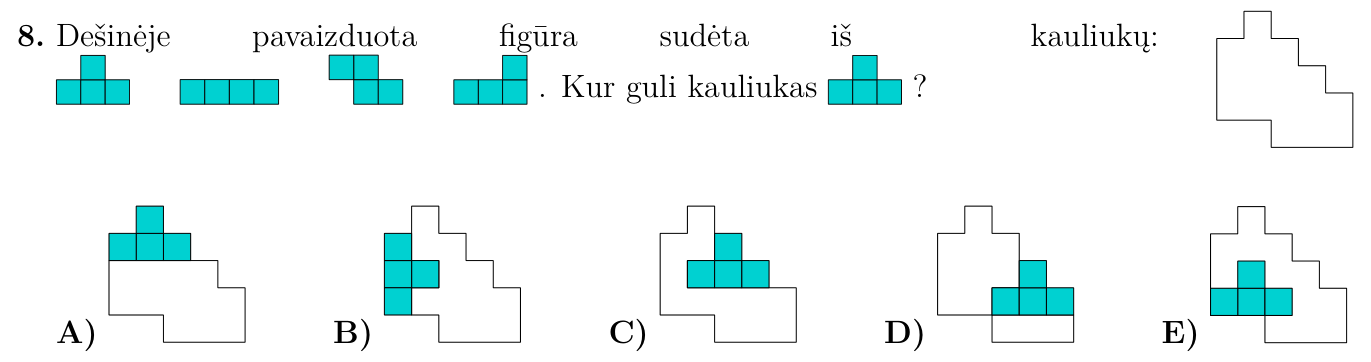 8. Dešinėje pavaizduota figūra sudėta iš kauliukų:
. Kur guli kauliukas ?
A) B) C) D) E)